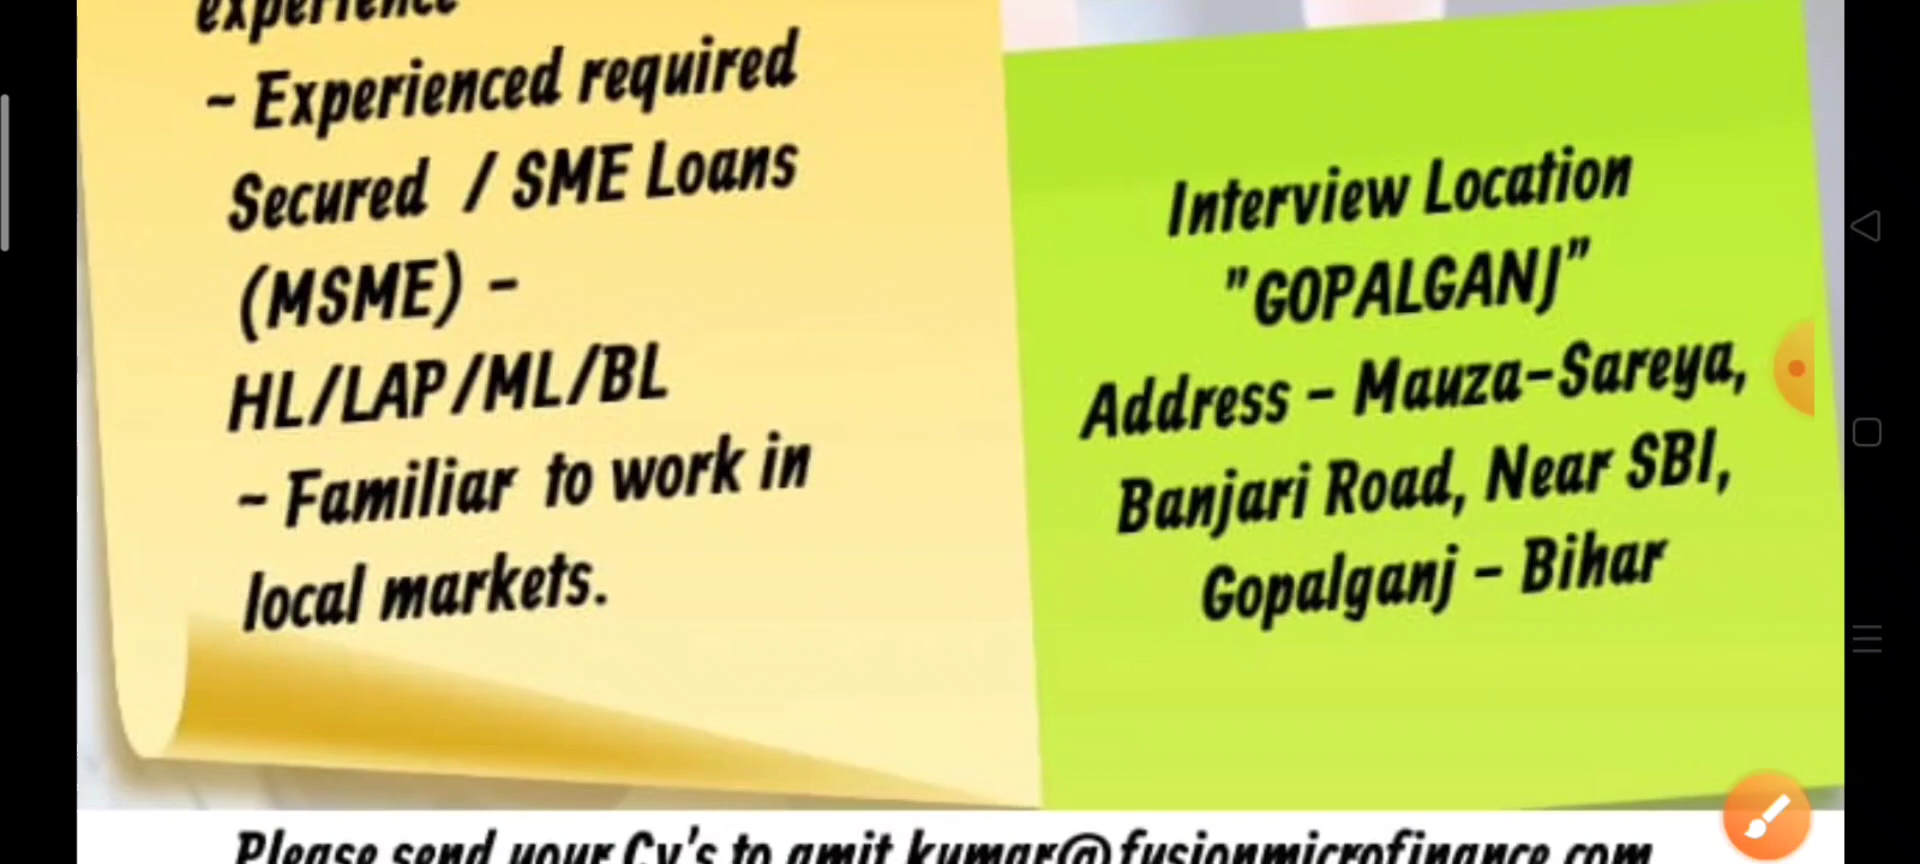 experience
~ Experienced required
Secured / SME Loans
(MSME) -
HL/LAP/ML/BL
~ Familiar to work in
local markets.
Interview Location
"GOPALGANJ"
Address - Mauza-Sareya,
Banjari Road, Near SBI,
Gopalganj - Bihar
Please send your Cv's to amit.kumar@fusionmicrofinance.com